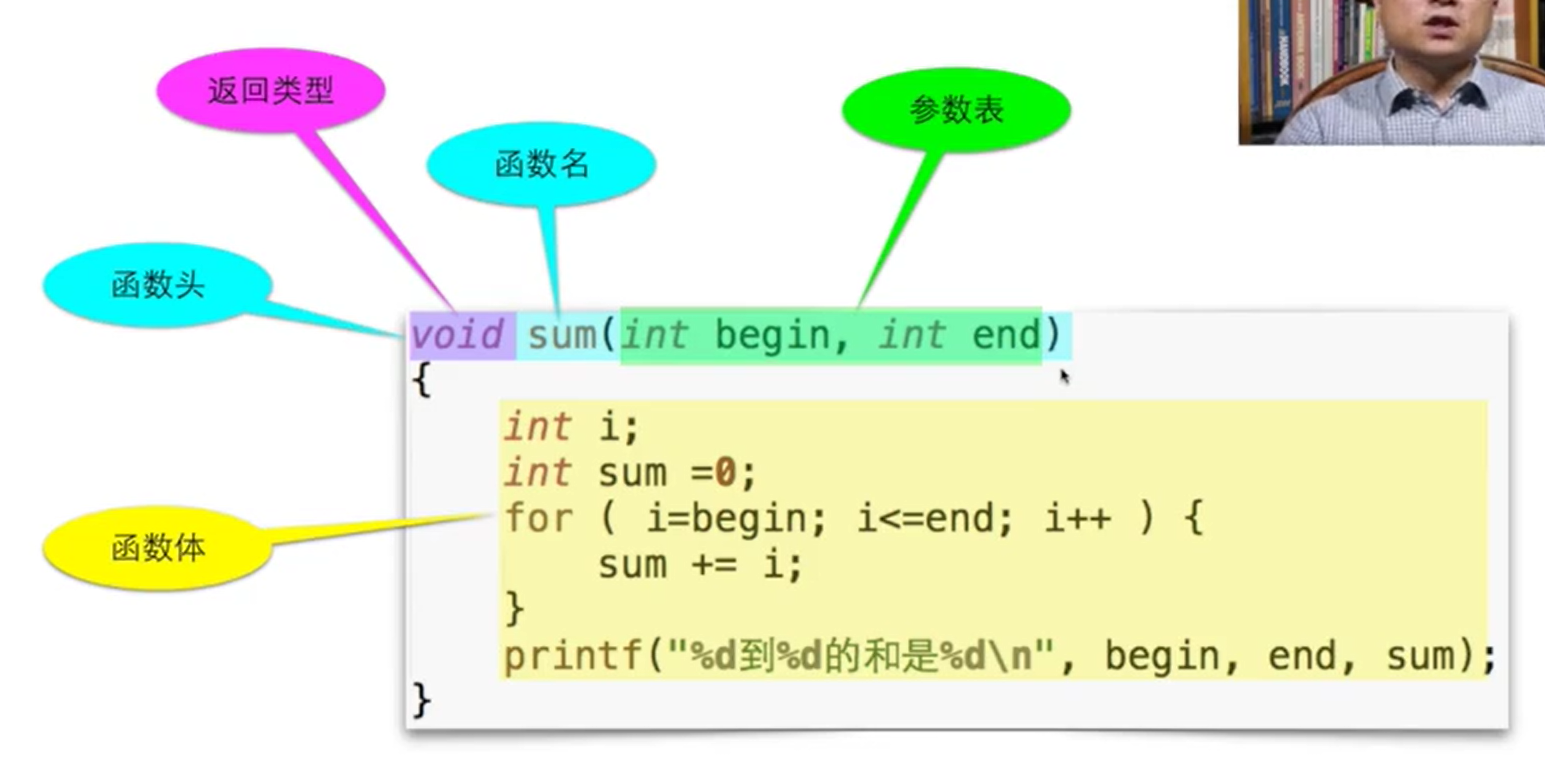 返回类型
参数表
函数名
函数头
void sum(int begin, int end)
{
int i;
int sum =0;
for ( i=begin; i<=end; i++ ) {
sum += i;
}
printf("%d到%d的和是%d\n", begin, end, sum);
}
函数体
HANDBOOK